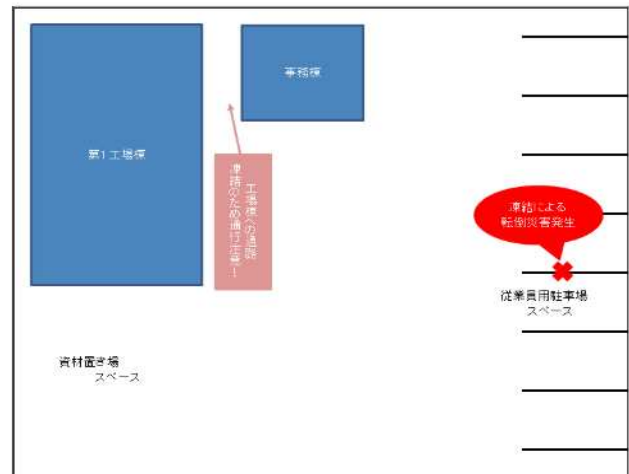 事務棟
第1工場棟
工場棟への通路
凍結のため通行注意！
凍結による
転倒災害発生
従業員用駐車場
スペース
資材置き場
スペース